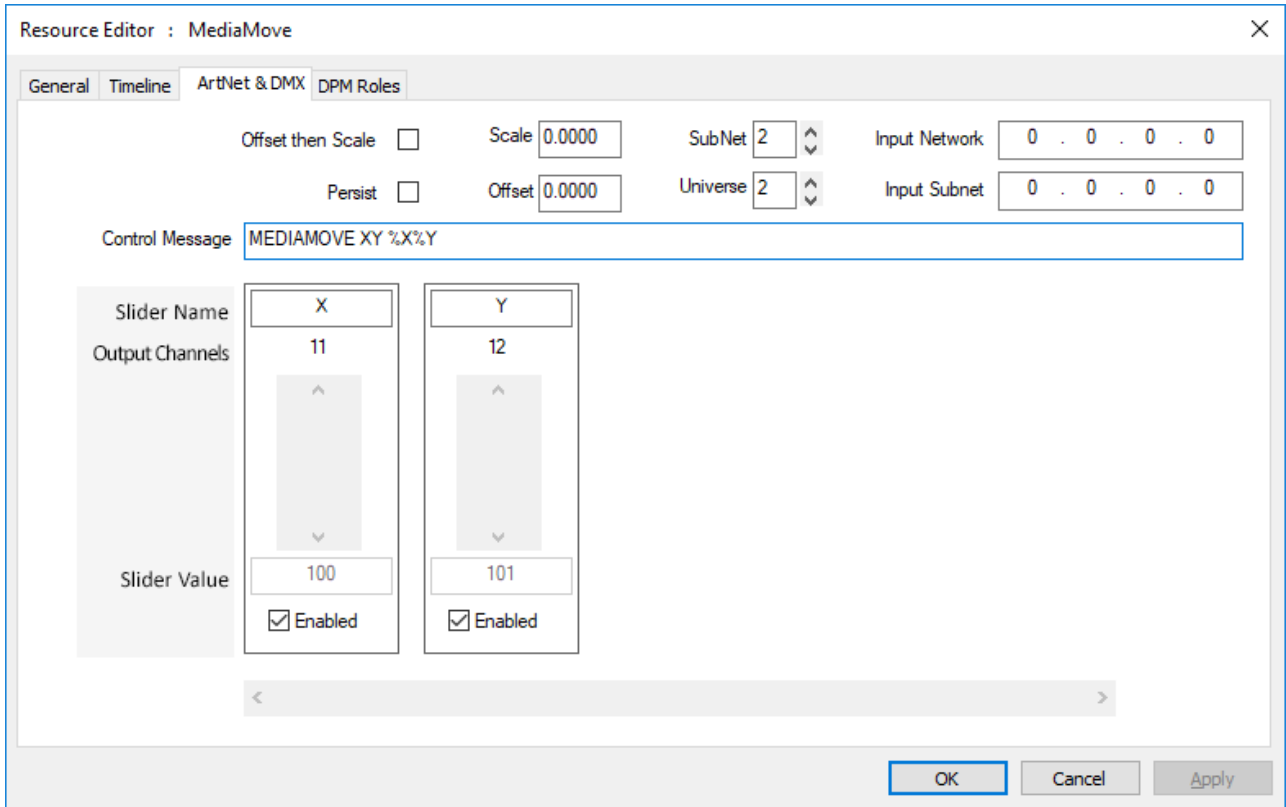 Resource Editor : MediaMove
General Timeline ArtNet & DMX DPM Roles
Offset then Scale Scale 0.0000 SubNet 2 Input Network 0 . 0 . 0 . 0
Persist Offset 0.0000 Universe 2 Input Subnet 0 . 0 . 0 . 0
Control Message MEDIAMOVE XY %X%Y
Slider Name X Y
Output Channels 11 12
Slider Value 100 101
Enabled Enabled
OK Cancel Apply